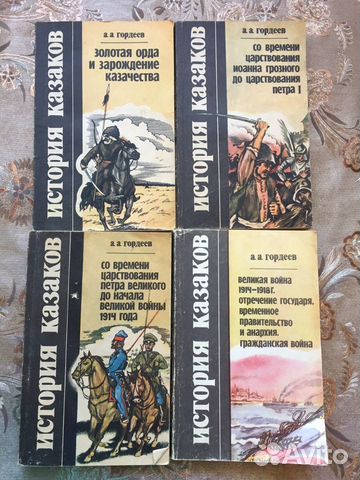 история казаков
а. а. гордеев
золотая орда
и зарождение
казачества
история казаков
а. а. гордеев
со времени
царствования
иоанна грозного
до царствования
петра I
история казаков
а. а. гордеев
со времени
царствования
петра великого
до начала
великой войны
1914 года
история казаков
а. а. гордеев
великая война
1914-1918г.
отречение государя.
временное
правительство
и анархия.
гражданская война
Avito